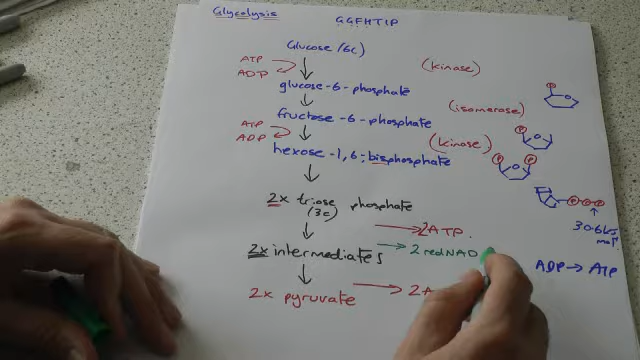 Glycolysis
GGFHTIP
Glucose (6c)
ATP
ADP
(kinase)
glucose-6-phosphate
(isomerase)
fructose-6-phosphate
ATP
ADP
(kinase)
hexose-1,6-bisphosphate
P
P
P
P
P P P
30.6kJ
mol
2x triose phosphate
(3c)
2ATP.
2x intermediates
2 redNAD
ADP → ATP
2x pyruvate
2A